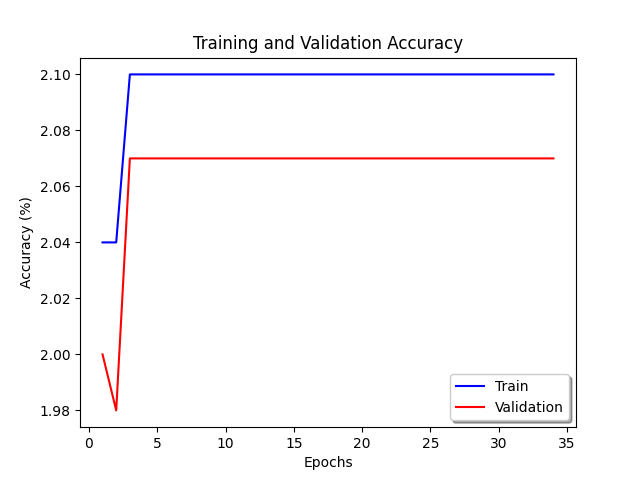 Training and Validation Accuracy
2.10
2.08
2.06
2.04
2.02
2.00
1.98
Accuracy (%)
Train
Validation
0 5 10 15 20 25 30 35
Epochs